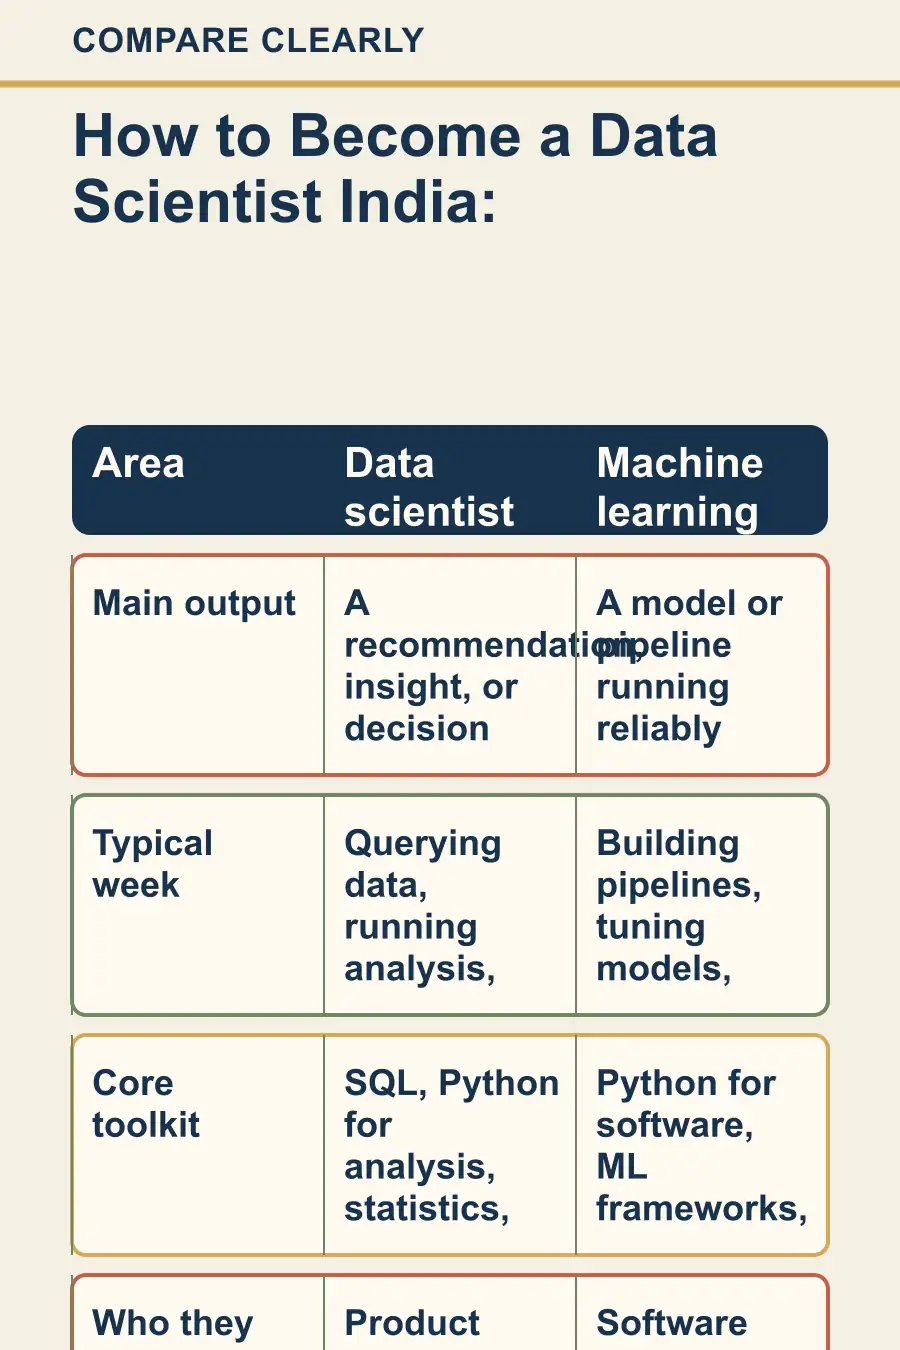 COMPARE CLEARLY
How to Become a Data
Scientist India:
Area
Data
scientist
Machine
learning
Main output
A
recommendation,
insight, or
decision
A model or
pipeline
running
reliably
Typical
week
Querying
data,
running
analysis,
Building
pipelines,
tuning
models,
Core
toolkit
SQL, Python
for
analysis,
statistics,
Python for
software,
ML
frameworks,
Who they
Product
Software